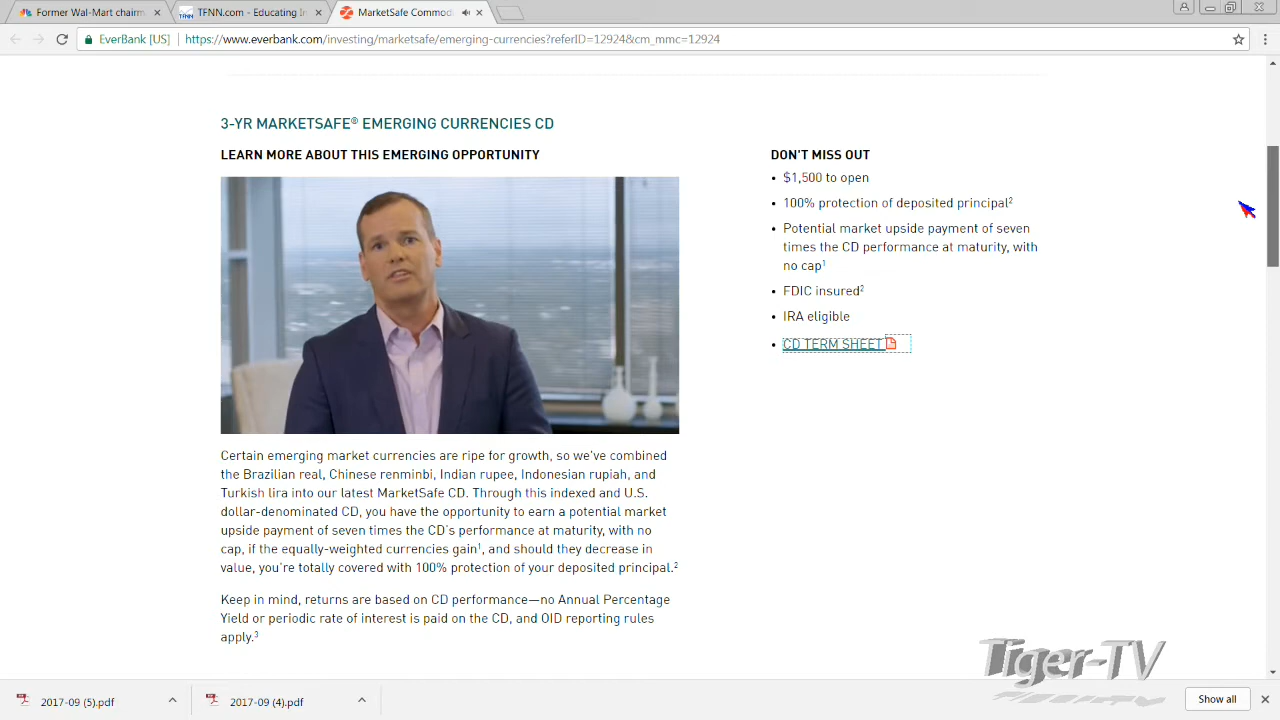 Former Wal-Mart chairm
TFNN.com - Educating In
MarketSafe Commod
EverBank [US]
https://www.everbank.com/investing/marketsafe/emerging-currencies?referID=12924&cm_mmc=12924
3-YR MARKETSAFE® EMERGING CURRENCIES CD
LEARN MORE ABOUT THIS EMERGING OPPORTUNITY
DON'T MISS OUT
• $1,500 to open
• 100% protection of deposited principal²
• Potential market upside payment of seven
times the CD performance at maturity, with
no cap¹
• FDIC insured²
• IRA eligible
• CD TERM SHEET
Certain emerging market currencies are ripe for growth, so we've combined
the Brazilian real, Chinese renminbi, Indian rupee, Indonesian rupiah, and
Turkish lira into our latest MarketSafe CD. Through this indexed and U.S.
dollar-denominated CD, you have the opportunity to earn a potential market
upside payment of seven times the CD's performance at maturity, with no
cap, if the equally-weighted currencies gain¹, and should they decrease in
value, you're totally covered with 100% protection of your deposited principal.²
Keep in mind, returns are based on CD performance—no Annual Percentage
Yield or periodic rate of interest is paid on the CD, and OID reporting rules
apply.³
Tiger-TV
2017-09 (5).pdf
2017-09 (4).pdf
Show all